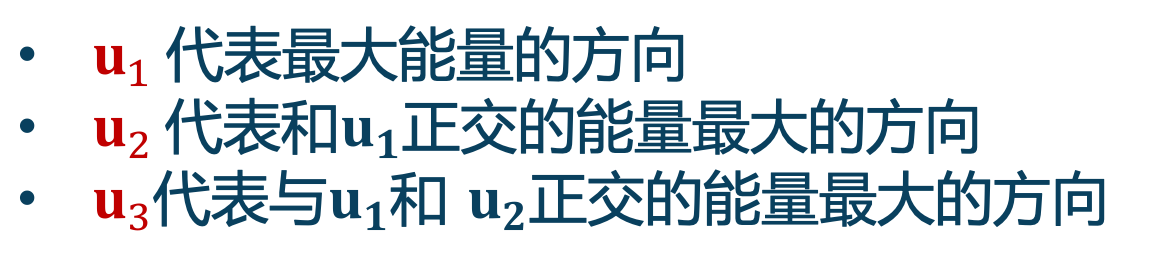 • u₁ 代表最大能量的方向
• u₂ 代表和u₁正交的能量最大的方向
• u₃代表与u₁和 u₂正交的能量最大的方向